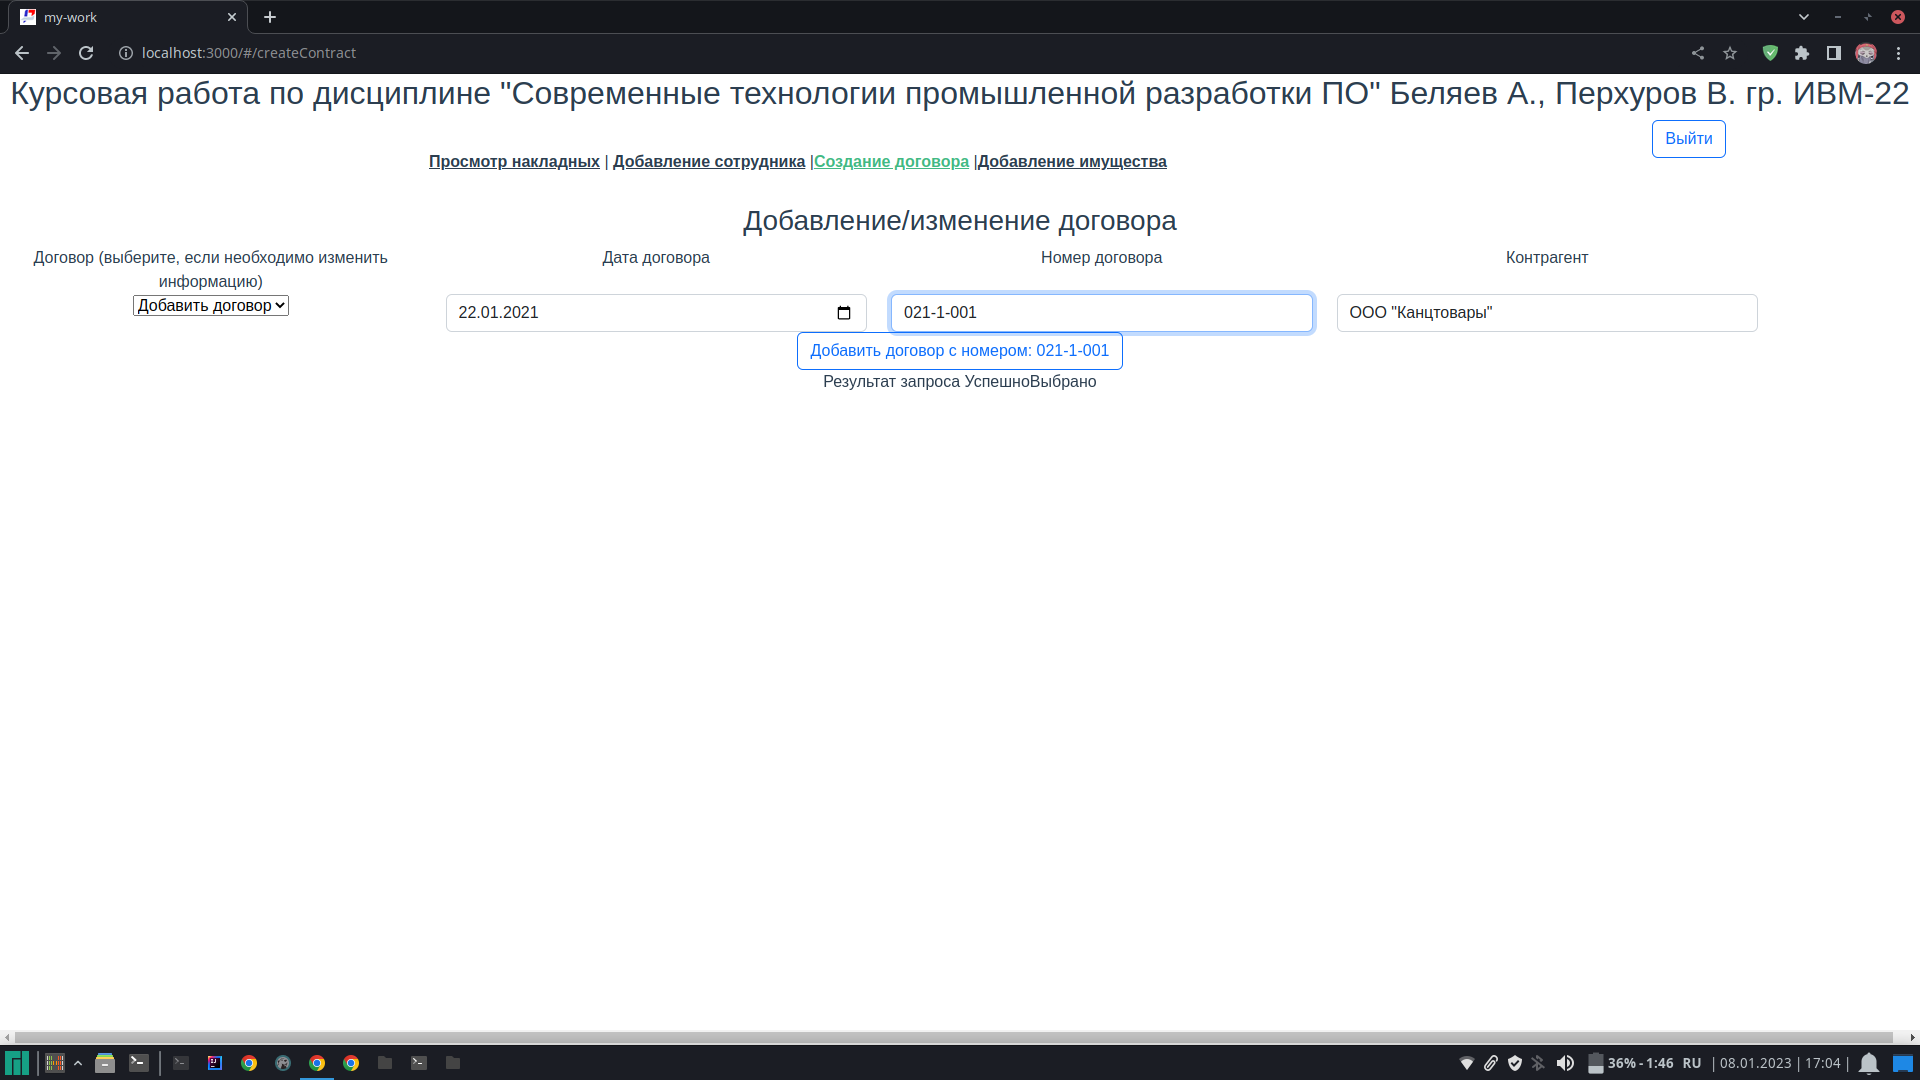 my-work
localhost:3000/#/createContract
Курсовая работа по дисциплине "Современные технологии промышленной разработки ПО" Беляев А., Перхуров В. гр. ИВМ-22
Выйти
Просмотр накладных | Добавление сотрудника |Создание договора |Добавление имущества
Добавление/изменение договора
Договор (выберите, если необходимо изменить
информацию)
Дата договора
Номер договора
Контрагент
Добавить договор
22.01.2021
021-1-001
ООО "Канцтовары"
Добавить договор с номером: 021-1-001
Результат запроса УспешноВыбрано
36% - 1:46 RU | 08.01.2023 | 17:04 |